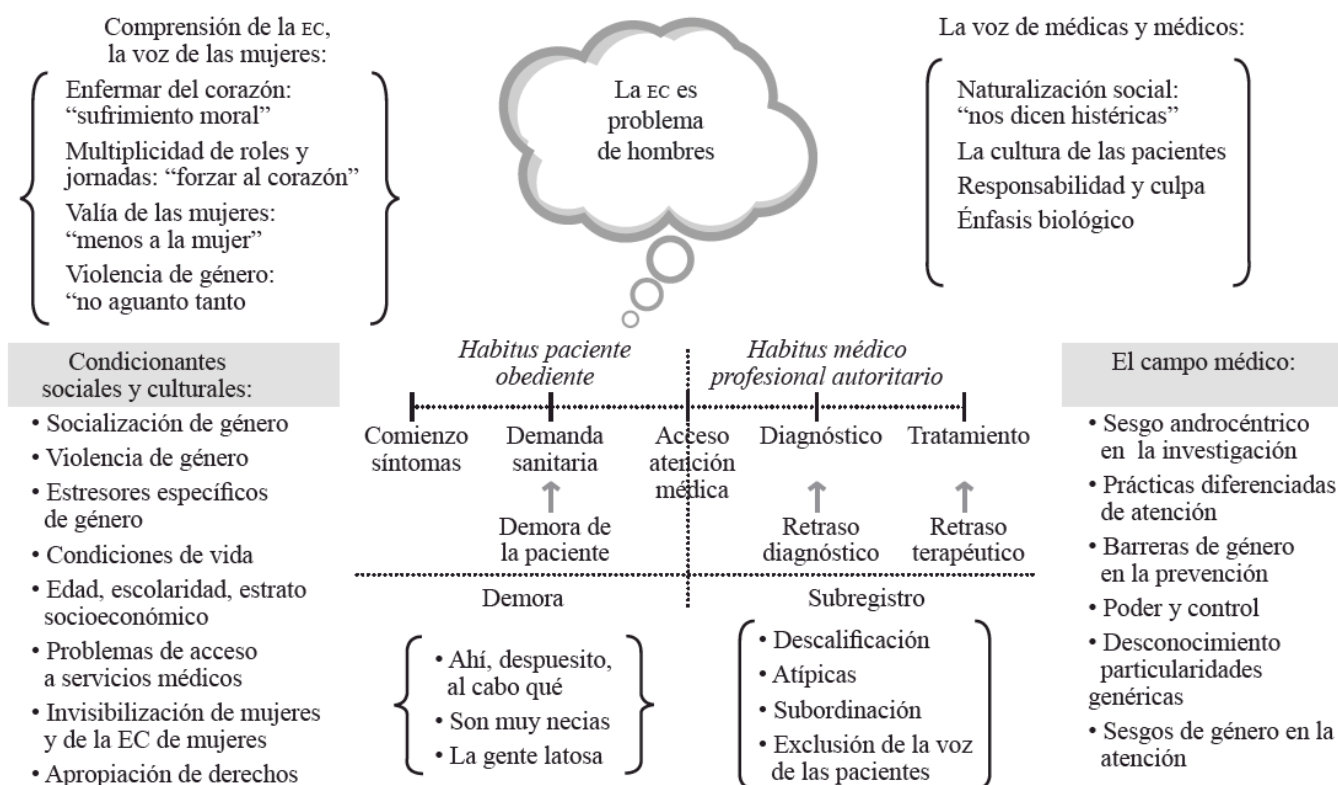 Comprensión de la EC,
la voz de las mujeres:
Enfermar del corazón:
“sufrimiento moral”
Multiplicidad de roles y
jornadas: “forzar al corazón”
Valía de las mujeres:
“menos a la mujer”
Violencia de género:
“no aguanto tanto
La EC es
problema
de hombres
La voz de médicas y médicos:
Naturalización social:
“nos dicen histéricas”
La cultura de las pacientes
Responsabilidad y culpa
Énfasis biológico
Condicionantes
sociales y culturales:
• Socialización de género
• Violencia de género
• Estresores específicos
de género
• Condiciones de vida
• Edad, escolaridad, estrato
socioeconómico
• Problemas de acceso
a servicios médicos
• Invisibilización de mujeres
y de la EC de mujeres
• Apropiación de derechos
Habitus paciente
obediente
Habitus médico
profesional autoritario
Comienzo
síntomas
Demanda
sanitaria
Acceso
atención
médica
Diagnóstico
Tratamiento
Demora de
la paciente
Retraso
diagnóstico
Retraso
terapéutico
Demora
Subregistro
• Ahí, despuesito,
al cabo qué
• Son muy necias
• La gente latosa
• Descalificación
• Atípicas
• Subordinación
• Exclusión de la voz
de las pacientes
El campo médico:
• Sesgo androcéntrico
en la investigación
• Prácticas diferenciadas
de atención
• Barreras de género
en la prevención
• Poder y control
• Desconocimiento
particularidades
genéricas
• Sesgos de género en la
atención